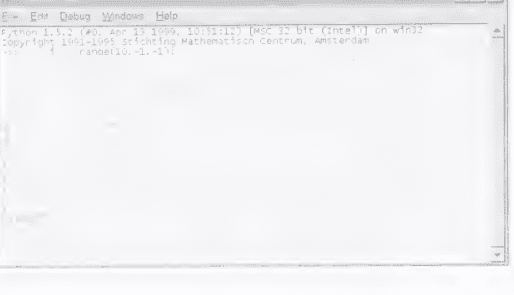 Edit Debug Windows Help
Python 1.5.2 (#0, Apr 13 1999, 10:51:12) [MSC 32 bit (Intel)] on win32
Copyright 1991-1995 Stichting Mathematisch Centrum, Amsterdam
i range(10,-1,-1):